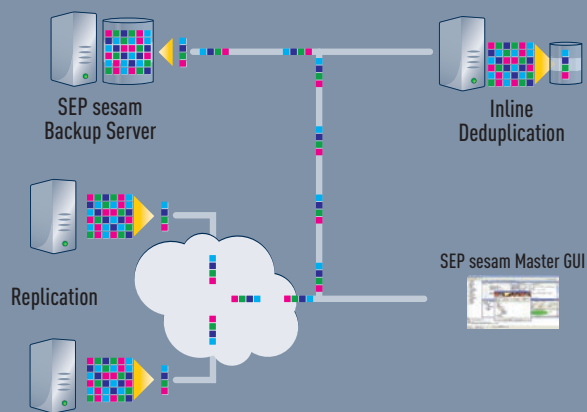 SEP sesam
Backup Server
Inline
Deduplication
Replication
SEP sesam Master GUI